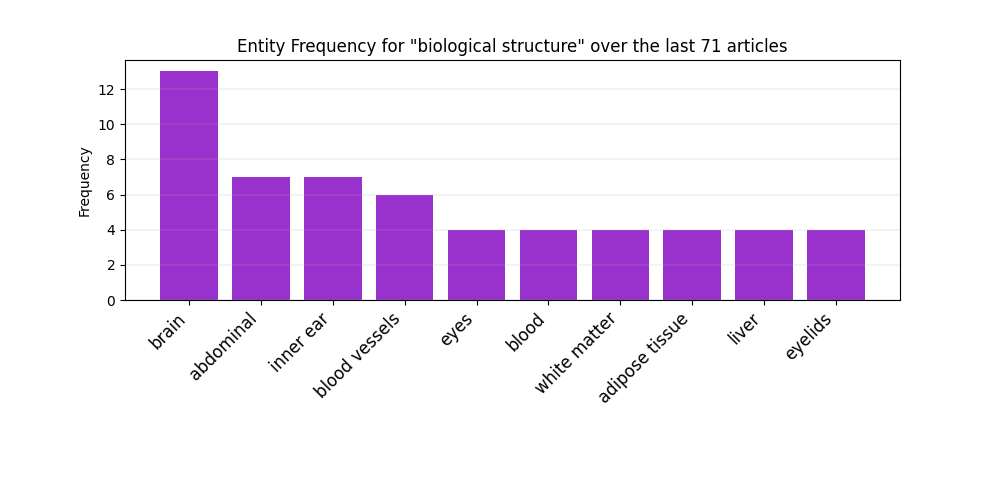 Entity Frequency for "biological structure" over the last 71 articles
Frequency
12
10
8
6
4
2
0
brain
abdominal
inner ear
blood vessels
eyes
blood
white matter
adipose tissue
liver
eyelids